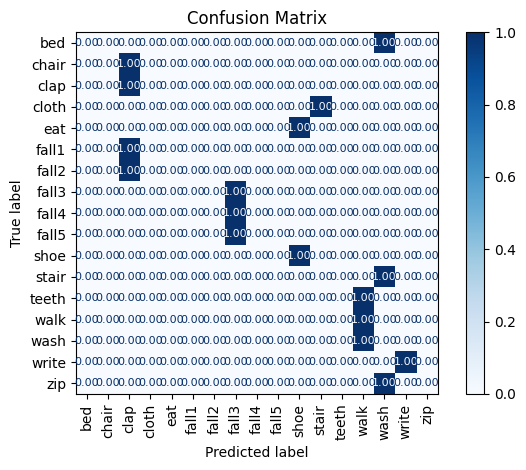 Confusion Matrix
bed 0.00 0.00 0.00 0.00 0.00 0.00 0.00 0.00 0.00 0.00 0.00 0.00 0.00 0.00 1.00 0.00 0.00
chair 0.00 0.00 1.00 0.00 0.00 0.00 0.00 0.00 0.00 0.00 0.00 0.00 0.00 0.00 0.00 0.00 0.00
clap 0.00 0.00 1.00 0.00 0.00 0.00 0.00 0.00 0.00 0.00 0.00 0.00 0.00 0.00 0.00 0.00 0.00
cloth 0.00 0.00 0.00 0.00 0.00 0.00 0.00 0.00 0.00 0.00 0.00 1.00 0.00 0.00 0.00 0.00 0.00
eat 0.00 0.00 0.00 0.00 0.00 0.00 0.00 0.00 0.00 0.00 1.00 0.00 0.00 0.00 0.00 0.00 0.00
fall1 0.00 0.00 1.00 0.00 0.00 0.00 0.00 0.00 0.00 0.00 0.00 0.00 0.00 0.00 0.00 0.00 0.00
fall2 0.00 0.00 1.00 0.00 0.00 0.00 0.00 0.00 0.00 0.00 0.00 0.00 0.00 0.00 0.00 0.00 0.00
fall3 0.00 0.00 0.00 0.00 0.00 0.00 0.00 1.00 0.00 0.00 0.00 0.00 0.00 0.00 0.00 0.00 0.00
fall4 0.00 0.00 0.00 0.00 0.00 0.00 0.00 1.00 0.00 0.00 0.00 0.00 0.00 0.00 0.00 0.00 0.00
fall5 0.00 0.00 0.00 0.00 0.00 0.00 0.00 1.00 0.00 0.00 0.00 0.00 0.00 0.00 0.00 0.00 0.00
shoe 0.00 0.00 0.00 0.00 0.00 0.00 0.00 0.00 0.00 0.00 1.00 0.00 0.00 0.00 0.00 0.00 0.00
stair 0.00 0.00 0.00 0.00 0.00 0.00 0.00 0.00 0.00 0.00 0.00 0.00 0.00 0.00 1.00 0.00 0.00
teeth 0.00 0.00 0.00 0.00 0.00 0.00 0.00 0.00 0.00 0.00 0.00 0.00 0.00 1.00 0.00 0.00 0.00
walk 0.00 0.00 0.00 0.00 0.00 0.00 0.00 0.00 0.00 0.00 0.00 0.00 0.00 1.00 0.00 0.00 0.00
wash 0.00 0.00 0.00 0.00 0.00 0.00 0.00 0.00 0.00 0.00 0.00 0.00 0.00 1.00 0.00 0.00 0.00
write 0.00 0.00 0.00 0.00 0.00 0.00 0.00 0.00 0.00 0.00 0.00 0.00 0.00 0.00 0.00 1.00 0.00
zip 0.00 0.00 0.00 0.00 0.00 0.00 0.00 0.00 0.00 0.00 0.00 0.00 0.00 0.00 1.00 0.00 0.00
True label
bed chair clap cloth eat fall1 fall2 fall3 fall4 fall5 shoe stair teeth walk wash write zip
Predicted label
1.0
0.8
0.6
0.4
0.2
0.0